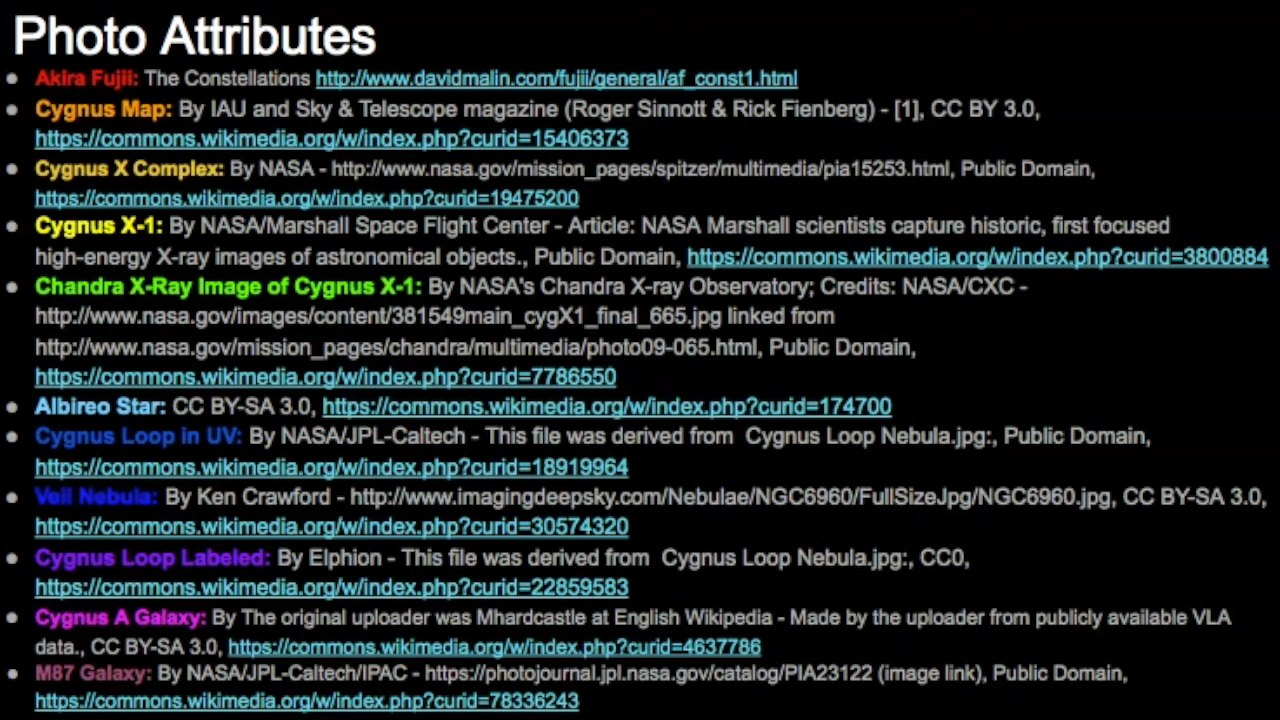 Photo Attributes
• Akira Fujii: The Constellations http://www.davidmalin.com/fujii/general/af_const1.html
• Cygnus Map: By IAU and Sky & Telescope magazine (Roger Sinnott & Rick Fienberg) - [1], CC BY 3.0,
https://commons.wikimedia.org/w/index.php?curid=15406373
• Cygnus X Complex: By NASA - http://www.nasa.gov/mission_pages/spitzer/multimedia/pia15253.html, Public Domain,
https://commons.wikimedia.org/w/index.php?curid=19475200
• Cygnus X-1: By NASA/Marshall Space Flight Center - Article: NASA Marshall scientists capture historic, first focused
high-energy X-ray images of astronomical objects., Public Domain, https://commons.wikimedia.org/w/index.php?curid=3800884
• Chandra X-Ray Image of Cygnus X-1: By NASA's Chandra X-ray Observatory; Credits: NASA/CXC -
http://www.nasa.gov/images/content/381549main_cygX1_final_665.jpg linked from
http://www.nasa.gov/mission_pages/chandra/multimedia/photo09-065.html, Public Domain,
https://commons.wikimedia.org/w/index.php?curid=7786550
• Albireo Star: CC BY-SA 3.0, https://commons.wikimedia.org/w/index.php?curid=174700
• Cygnus Loop in UV: By NASA/JPL-Caltech - This file was derived from  Cygnus Loop Nebula.jpg:, Public Domain,
https://commons.wikimedia.org/w/index.php?curid=18919964
• Veil Nebula: By Ken Crawford - http://www.imagingdeepsky.com/Nebulae/NGC6960/FullSizeJpg/NGC6960.jpg, CC BY-SA 3.0,
https://commons.wikimedia.org/w/index.php?curid=30574320
• Cygnus Loop Labeled: By Elphion - This file was derived from  Cygnus Loop Nebula.jpg:, CC0,
https://commons.wikimedia.org/w/index.php?curid=22859583
• Cygnus A Galaxy: By The original uploader was Mhardcastle at English Wikipedia - Made by the uploader from publicly available VLA
data., CC BY-SA 3.0, https://commons.wikimedia.org/w/index.php?curid=4637786
• M87 Galaxy: By NASA/JPL-Caltech/IPAC - https://photojournal.jpl.nasa.gov/catalog/PIA23122 (image link), Public Domain,
https://commons.wikimedia.org/w/index.php?curid=78336243